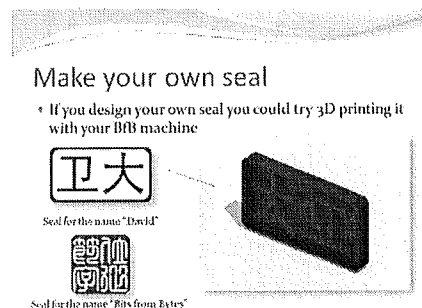 Make your own seal
If you design your own seal you could try 3D printing it
with your BfB machine
卫大
Seal for the name "David"
Seal for the name "Bits from Bytes"